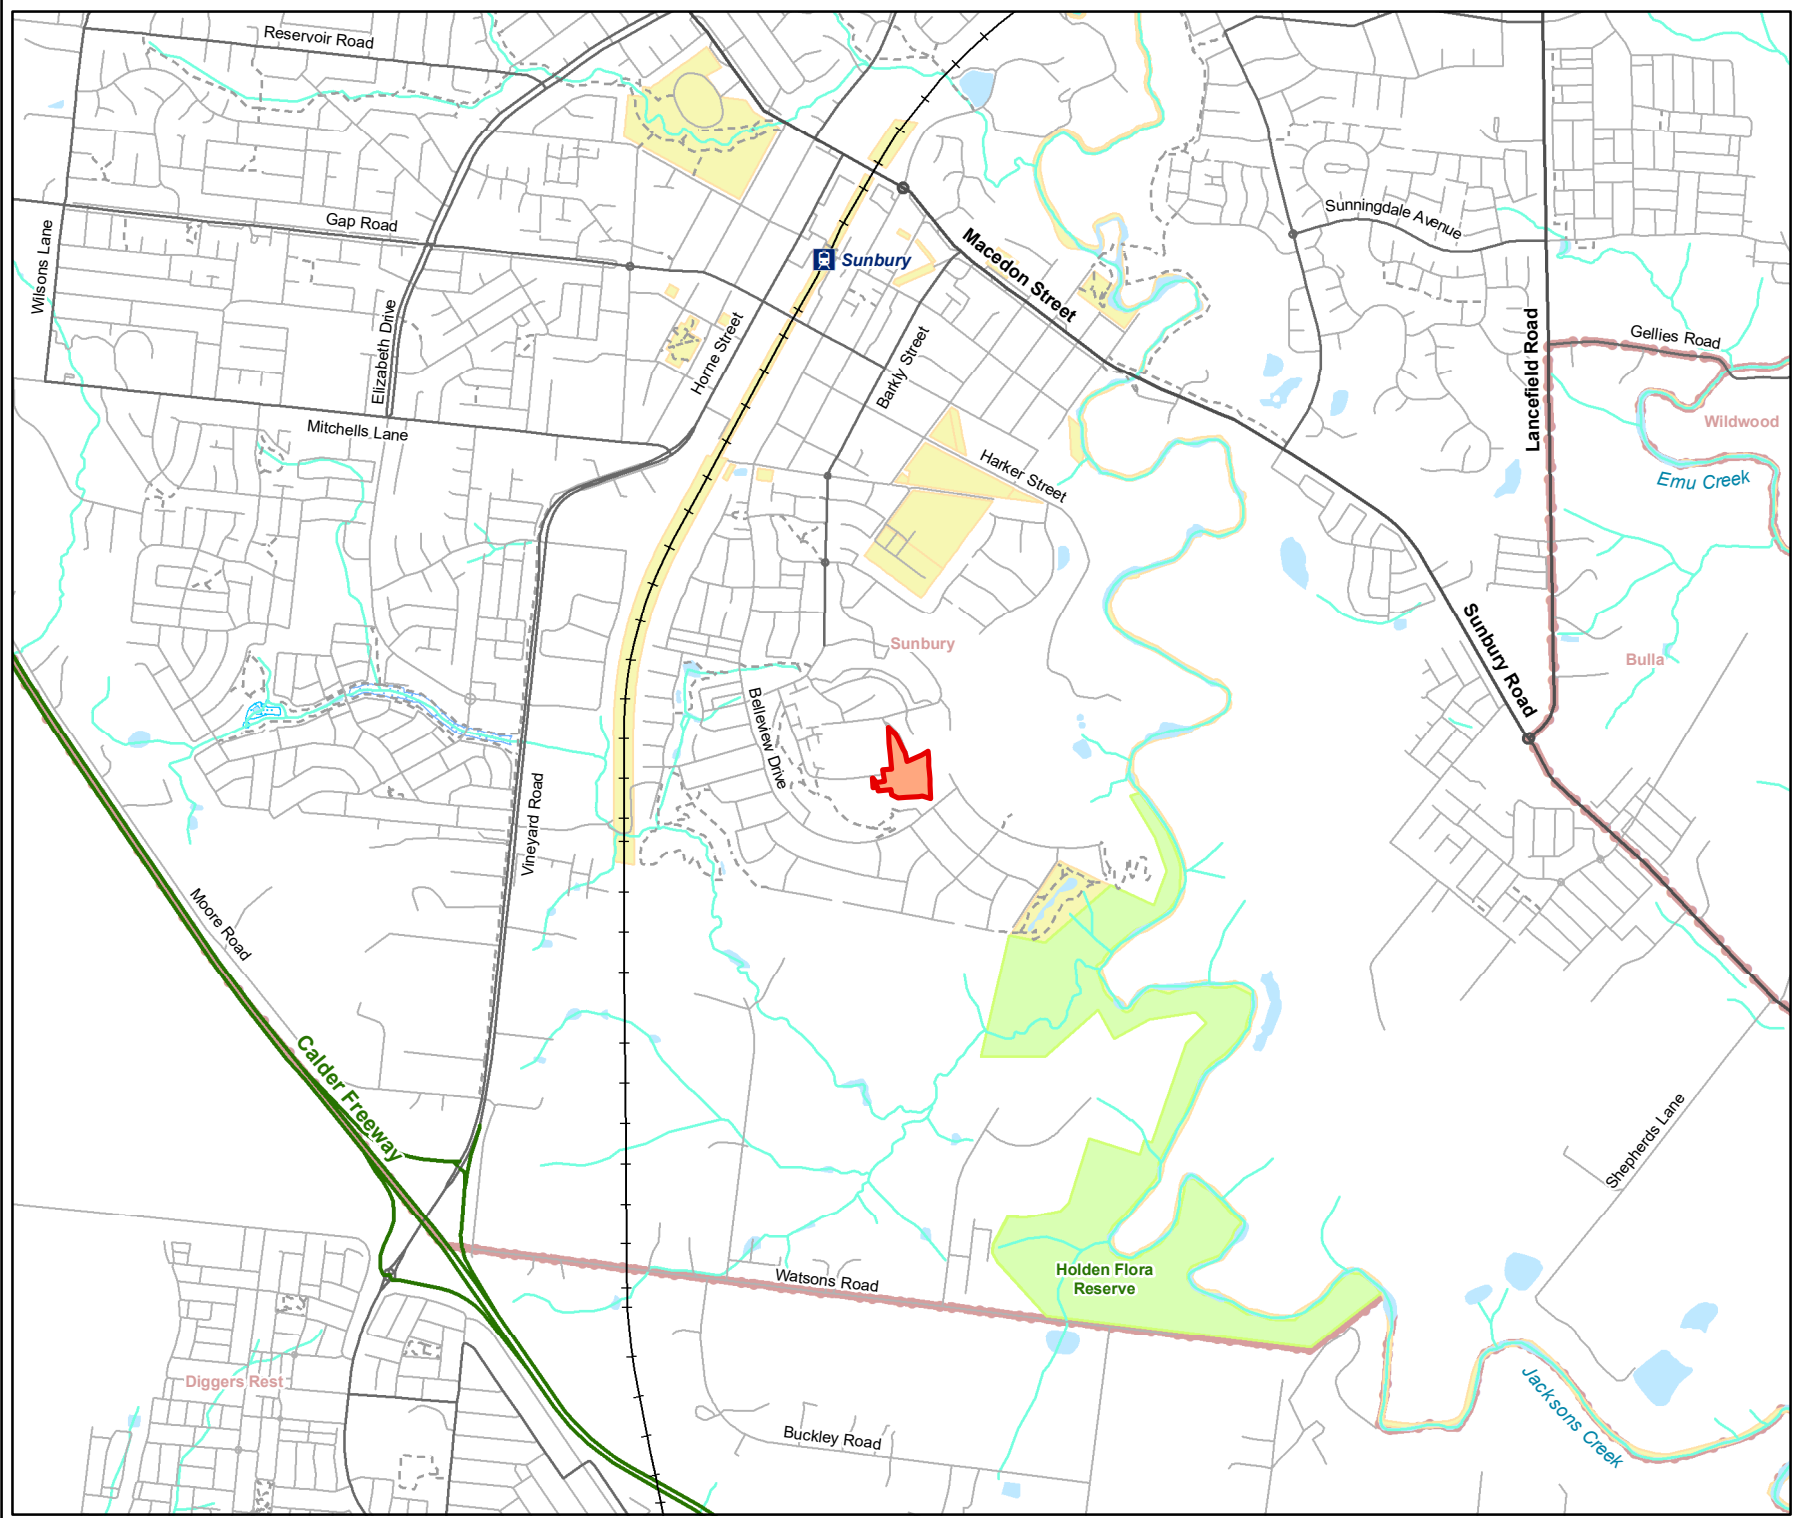 Reservoir Road
Gap Road
Wilsons Lane
Elizabeth Drive
Mitchells Lane
Horne Street
Sunbury
Macedon Street
Barkly Street
Harker Street
Sunningdale Avenue
Lancefield Road
Gellies Road
Wildwood
Emu Creek
Sunbury
Bulla
Sunbury Road
Belleview Drive
Vineyard Road
Moore Road
Calder Freeway
Shepherds Lane
Holden Flora
Reserve
Watsons Road
Diggers Rest
Jacksons Creek
Buckley Road